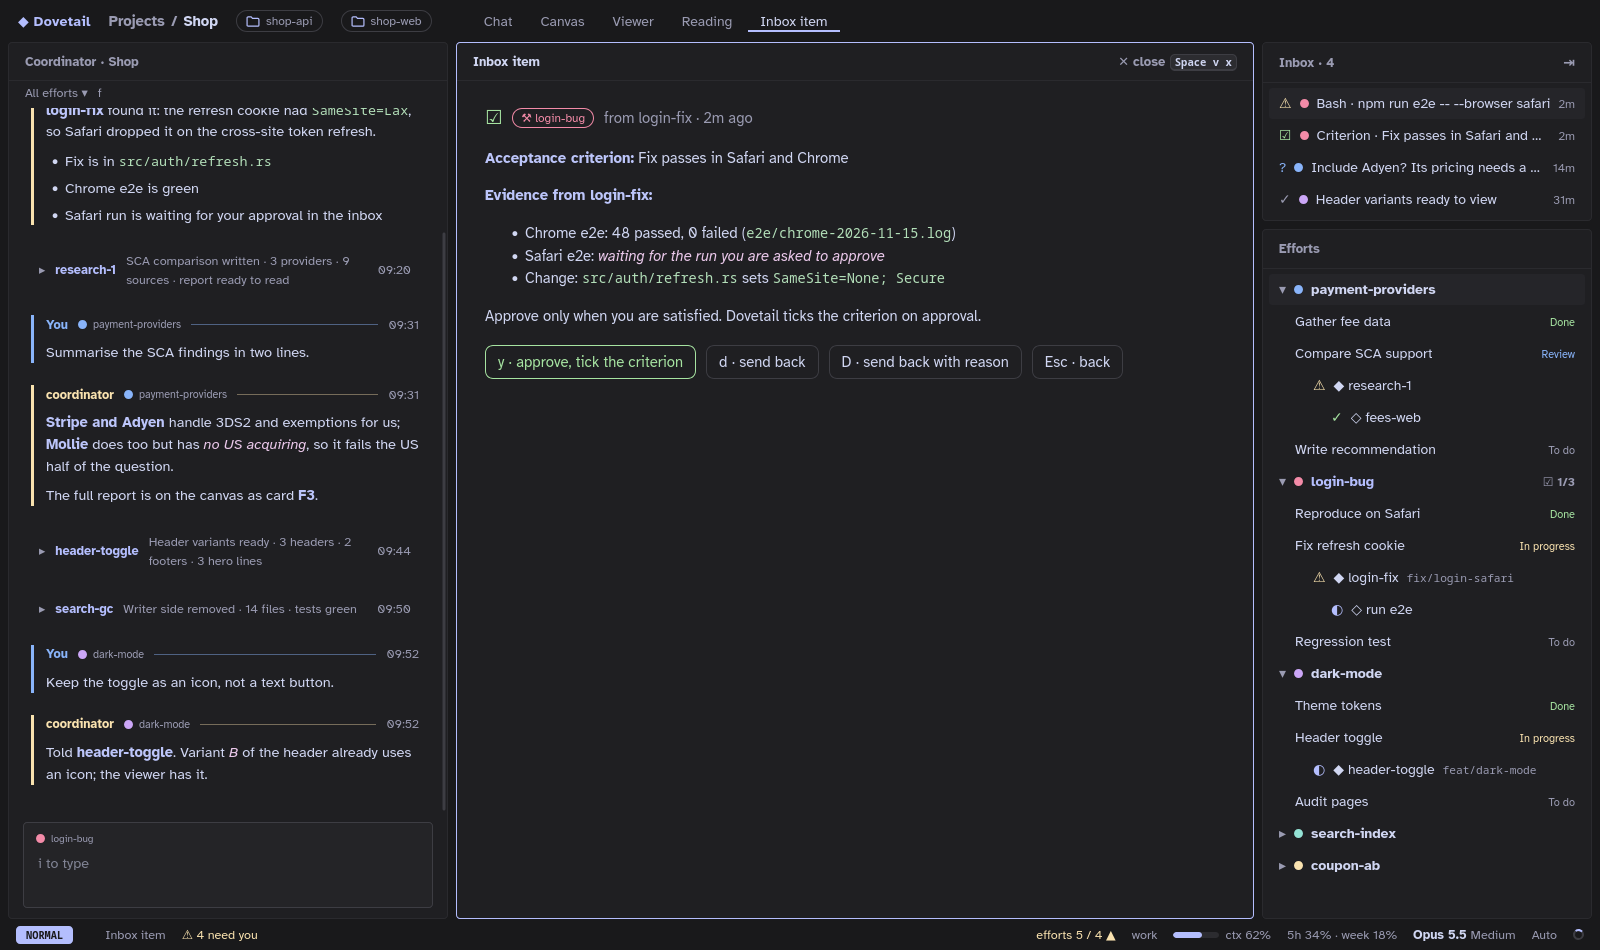 ◆ Dovetail Projects / Shop shop-api shop-web Chat Canvas Viewer Reading Inbox item
Coordinator · Shop
All efforts ▾ f
login-fix found it: the refresh cookie had SameSite=Lax,
so Safari dropped it on the cross-site token refresh.
• Fix is in src/auth/refresh.rs
• Chrome e2e is green
• Safari run is waiting for your approval in the inbox
▸ research-1 SCA comparison written · 3 providers · 9 09:20
sources · report ready to read
You payment-providers 09:31
Summarise the SCA findings in two lines.
coordinator payment-providers 09:31
Stripe and Adyen handle 3DS2 and exemptions for us;
Mollie does too but has no US acquiring, so it fails the US
half of the question.
The full report is on the canvas as card F3.
▸ header-toggle Header variants ready · 3 headers · 2 09:44
footers · 3 hero lines
▸ search-gc Writer side removed · 14 files · tests green 09:50
You dark-mode 09:52
Keep the toggle as an icon, not a text button.
coordinator dark-mode 09:52
Told header-toggle. Variant B of the header already uses
an icon; the viewer has it.
login-bug
i to type
Inbox item ✕ close Space v x
☑ ⚒ login-bug from login-fix · 2m ago
Acceptance criterion: Fix passes in Safari and Chrome
Evidence from login-fix:
• Chrome e2e: 48 passed, 0 failed (e2e/chrome-2026-11-15.log)
• Safari e2e: waiting for the run you are asked to approve
• Change: src/auth/refresh.rs sets SameSite=None; Secure
Approve only when you are satisfied. Dovetail ticks the criterion on approval.
y · approve, tick the criterion d · send back D · send back with reason Esc · back
Inbox · 4 ⇥
⚠ Bash · npm run e2e -- --browser safari 2m
☑ Criterion · Fix passes in Safari and ... 2m
? Include Adyen? Its pricing needs a ... 14m
✓ Header variants ready to view 31m
Efforts
▾ payment-providers
Gather fee data Done
Compare SCA support Review
⚠ ◆ research-1
✓ ◇ fees-web
Write recommendation To do
▾ login-bug ☑ 1/3
Reproduce on Safari Done
Fix refresh cookie In progress
⚠ ◆ login-fix fix/login-safari
◐ ◇ run e2e
Regression test To do
▾ dark-mode
Theme tokens Done
Header toggle In progress
◐ ◆ header-toggle feat/dark-mode
Audit pages To do
▸ search-index
▸ coupon-ab
NORMAL Inbox item ⚠ 4 need you efforts 5 / 4 ▲ work ctx 62% 5h 34% · week 18% Opus 5.5 Medium Auto